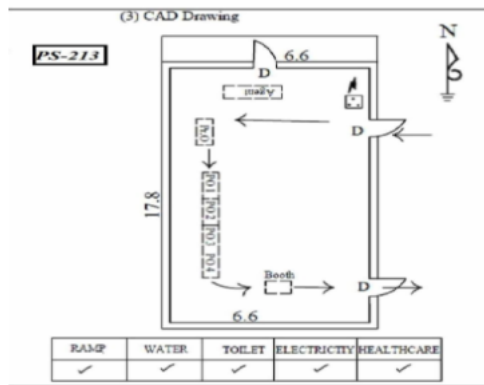 (3) CAD Drawing
N
PS-213
6.6
D
Agent
D
P.O
PO1
PO2
PO3
PO4
17.8
Booth
D
6.6
RAMP WATER TOILET ELECTRICTIY HEALTHCARE
✓ ✓ ✓ ✓ ✓